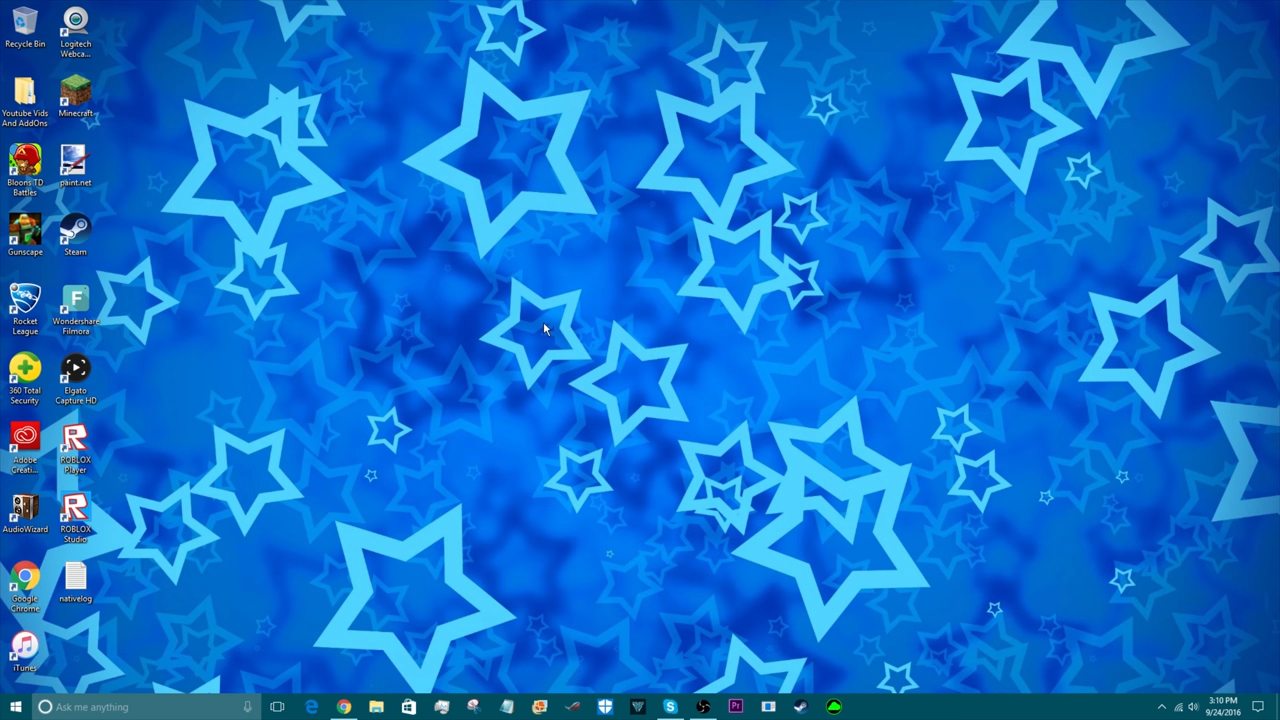 Recycle Bin
Logitech
Webca...
Youtube Vids
And AddOns
Minecraft
Bloons TD
Battles
paint.net
Gunscape
Steam
Rocket
League
Wondershare
Filmora
360 Total
Security
Elgato
Capture HD
Adobe
Creati...
ROBLOX
Player
AudioWizard
ROBLOX
Studio
Google
Chrome
nativelog
iTunes
Ask me anything
Pr
3:10 PM
9/24/2016